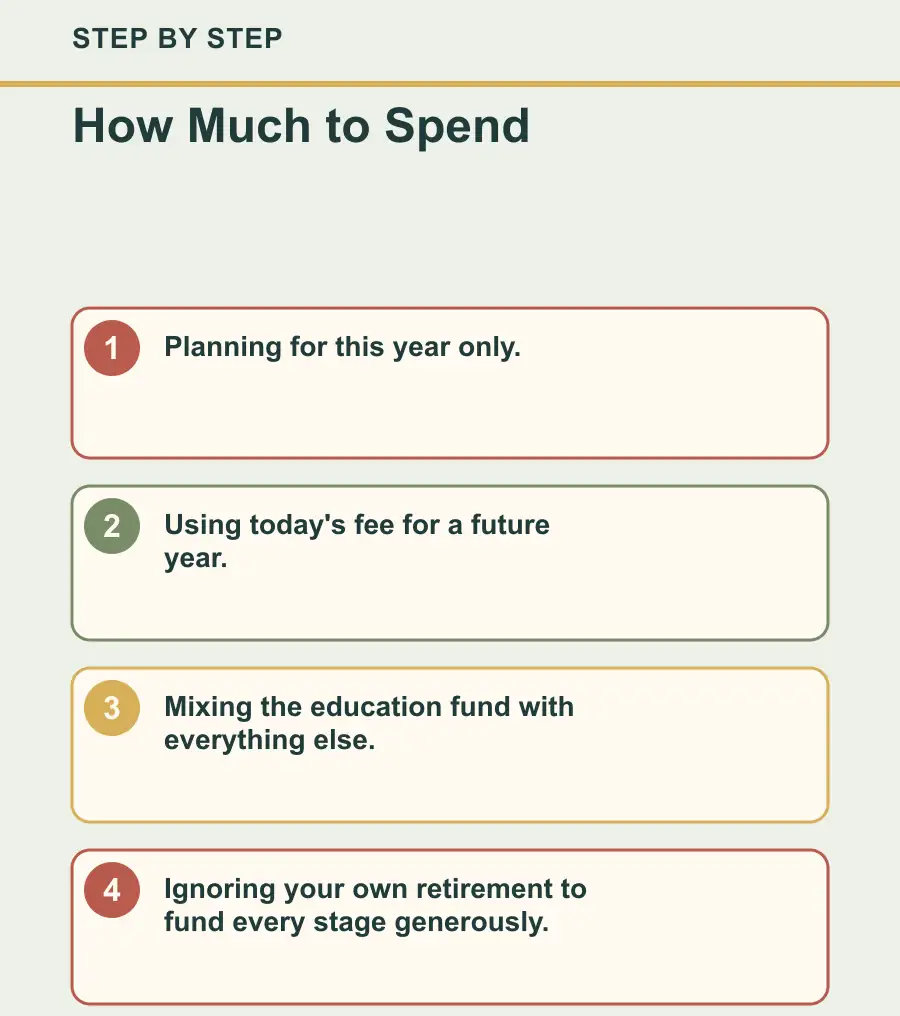 STEP BY STEP
How Much to Spend
1
Planning for this year only.
2
Using today's fee for a future
year.
3
Mixing the education fund with
everything else.
4
Ignoring your own retirement to
fund every stage generously.